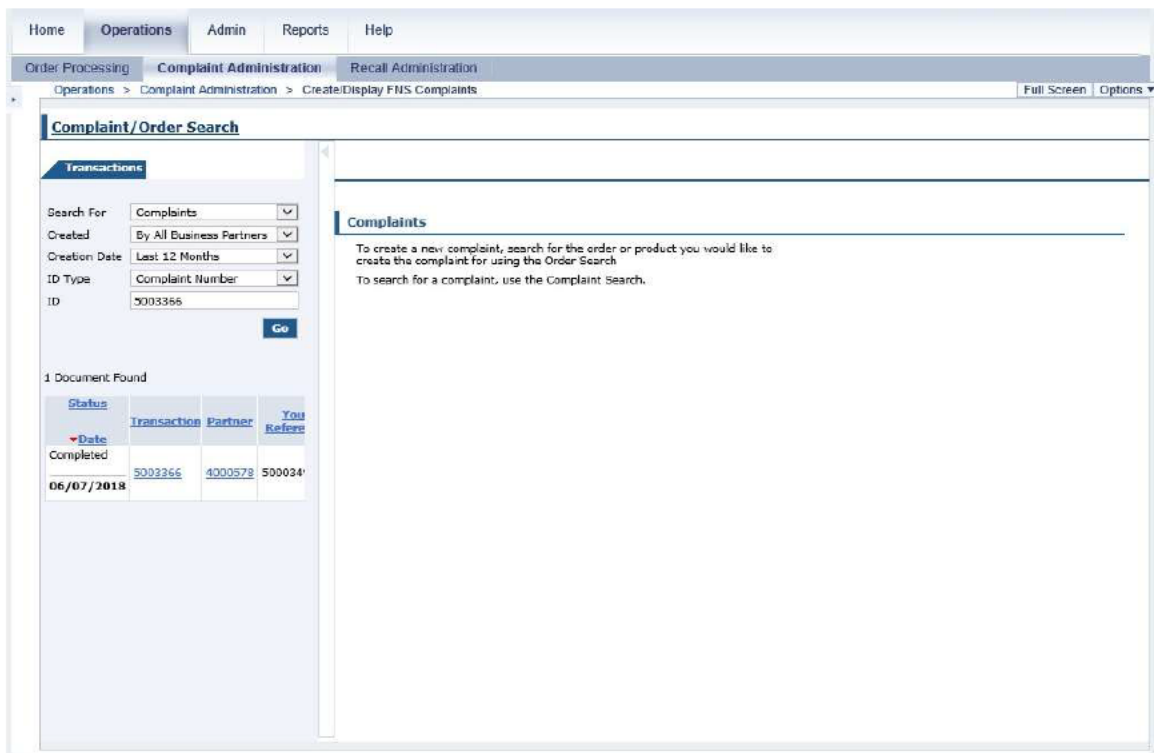 Home Operations Admin Reports Help
Order Processing Complaint Administration Recall Administration
Operations > Complaint Administration > Create/Display FNS Complaints Full Screen Options
Complaint/Order Search
Transactions
Search For Complaints
Created By All Business Partners
Creation Date Last 12 Months
ID Type Complaint Number
ID 5003366
Go
1 Document Found
Status Date Transaction Partner You Refere
Completed 06/07/2018 5003366 4000578 500034
Complaints
To create a new complaint, search for the order or product you would like to
create the complaint for using the Order Search
To search for a complaint, use the Complaint Search.